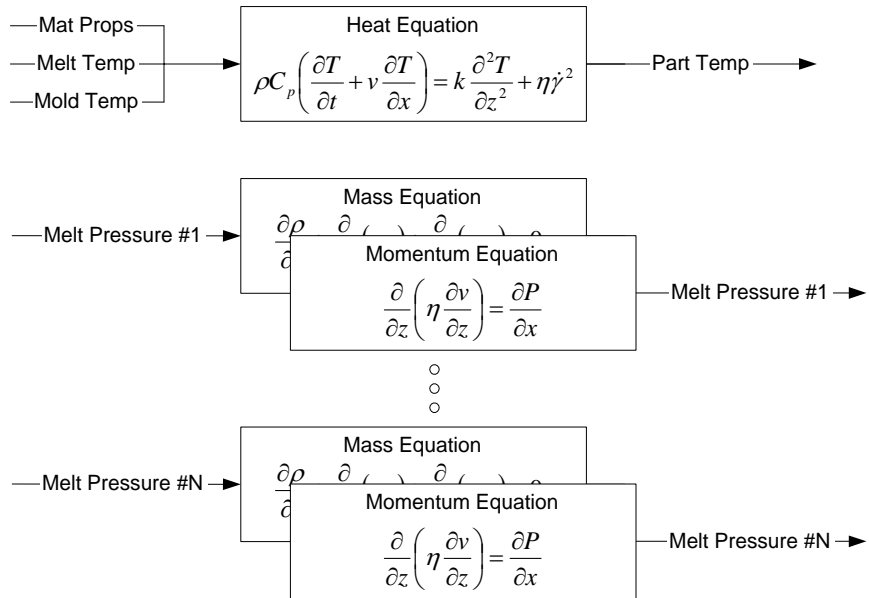 Mat Props
Melt Temp
Mold Temp
Heat Equation
ρC_p(∂T/∂t + v ∂T/∂x) = k ∂²T/∂z² + ηγ̇²
Part Temp
Mass Equation
Melt Pressure #1
∂ρ ∂ ( ) ∂ ( )
∂
Momentum Equation
∂/∂z(η ∂v/∂z) = ∂P/∂x
Melt Pressure #1
Mass Equation
Melt Pressure #N
∂ρ ∂ ( ) ∂ ( )
∂
Momentum Equation
∂/∂z(η ∂v/∂z) = ∂P/∂x
Melt Pressure #N